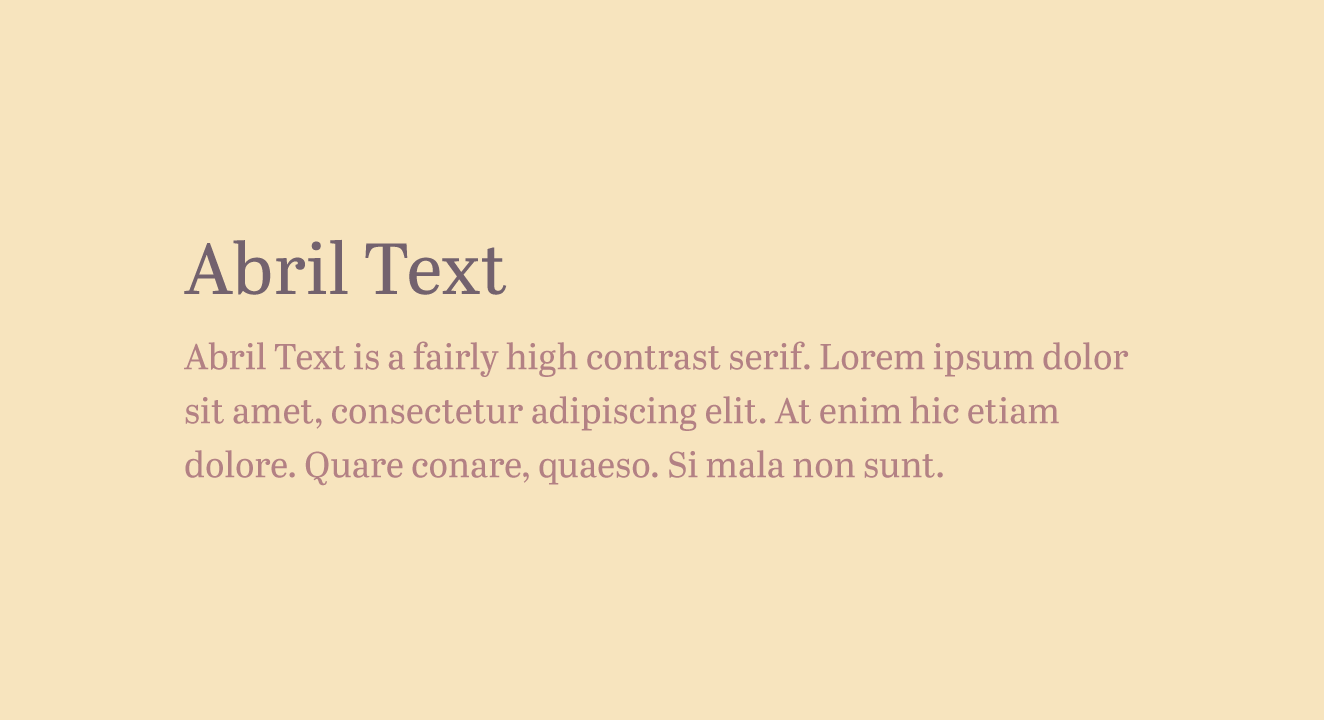 Abril Text
Abril Text is a fairly high contrast serif. Lorem ipsum dolor
sit amet, consectetur adipiscing elit. At enim hic etiam
dolore. Quare conare, quaeso. Si mala non sunt.